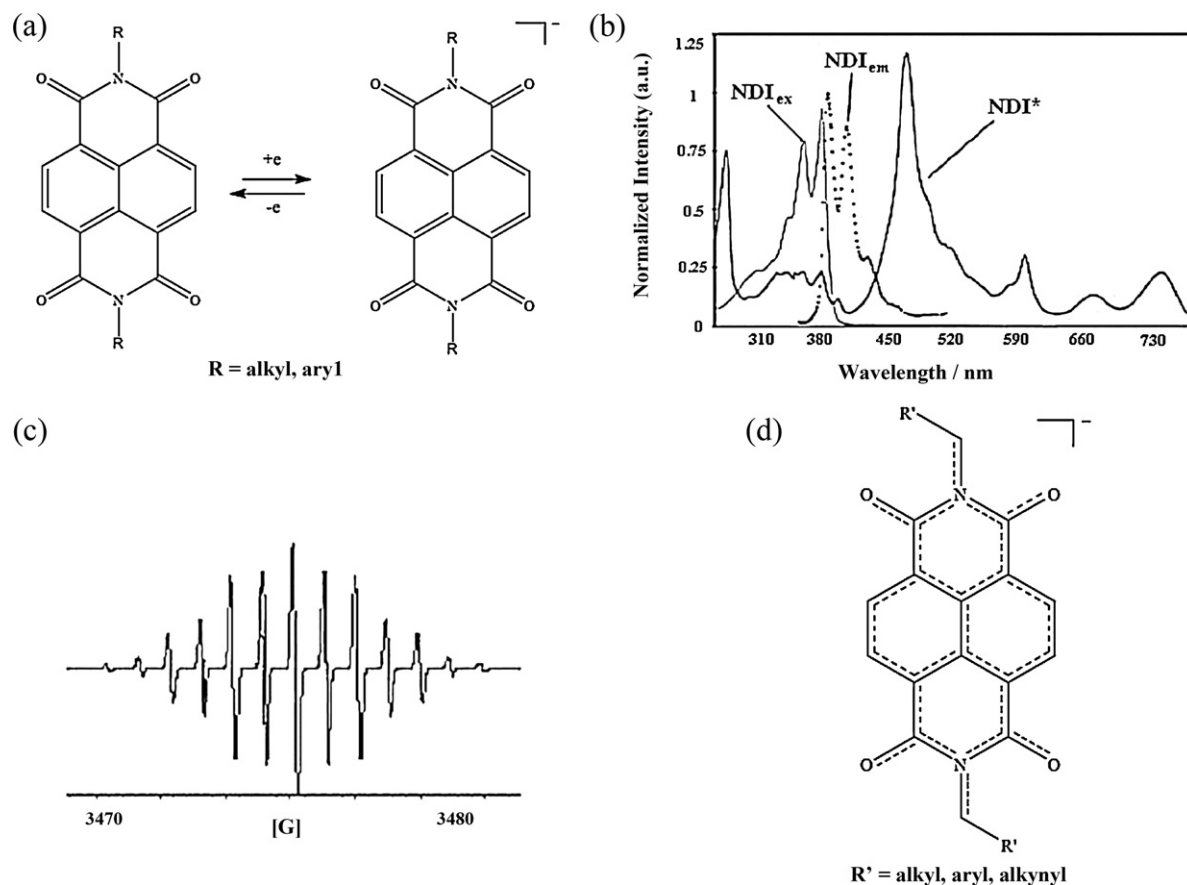 (a)
R
O
N
O
O
N
O
R
+e
-e
R
−
O
N
O
O
N
O
R
R = alkyl, ary1
(b)
Normalized Intensity (a.u.)
1.25
1
0.75
0.5
0.25
0
NDIex
NDIem
NDI*
310 380 450 520 590 660 730
Wavelength / nm
(c)
3470
3480
[G]
(d)
R'
−
O
N
O
O
N
O
R'
R' = alkyl, aryl, alkynyl